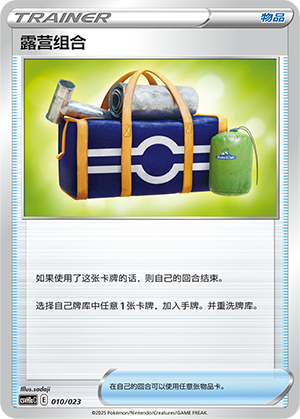 TRAINER 物品
露营组合
如果使用了这张卡牌的话，则自己的回合结束。
选择自己牌库中任意1张卡牌，加入手牌。并重洗牌库。
Illus.sadaji
E 010/023
在自己的回合可以使用任意张物品卡。
©2025 Pokémon/Nintendo/Creatures/GAME FREAK.